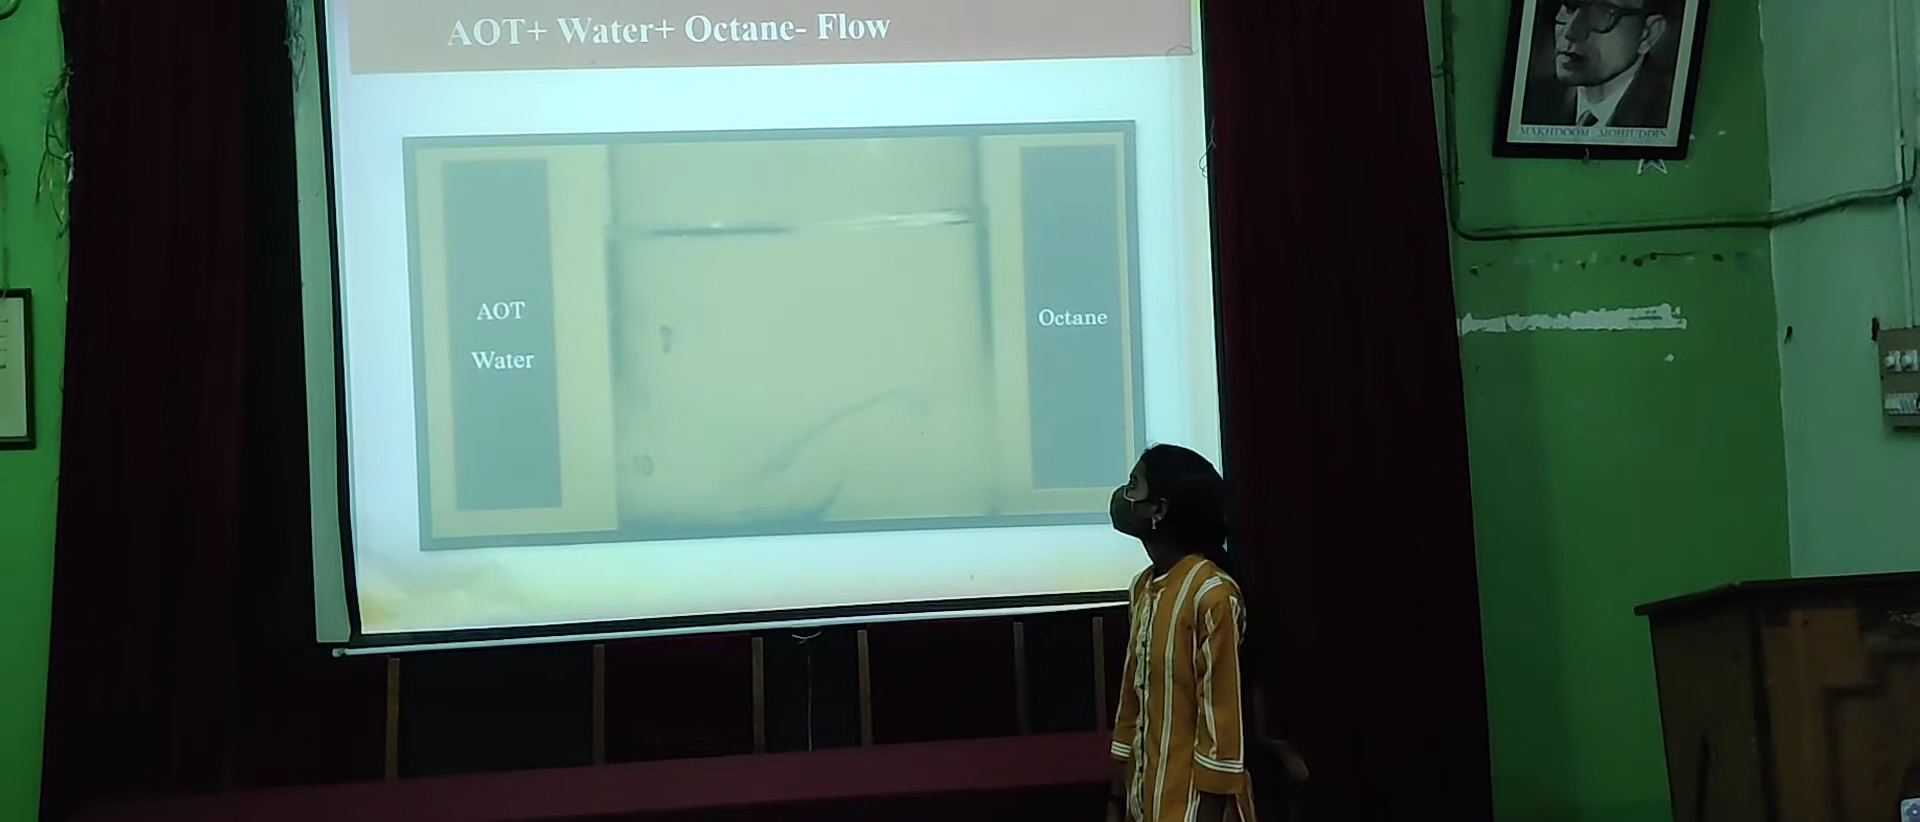 AOT+ Water+ Octane- Flow
AOT
Water
Octane
MAKHDOOM MOHIUDDIN